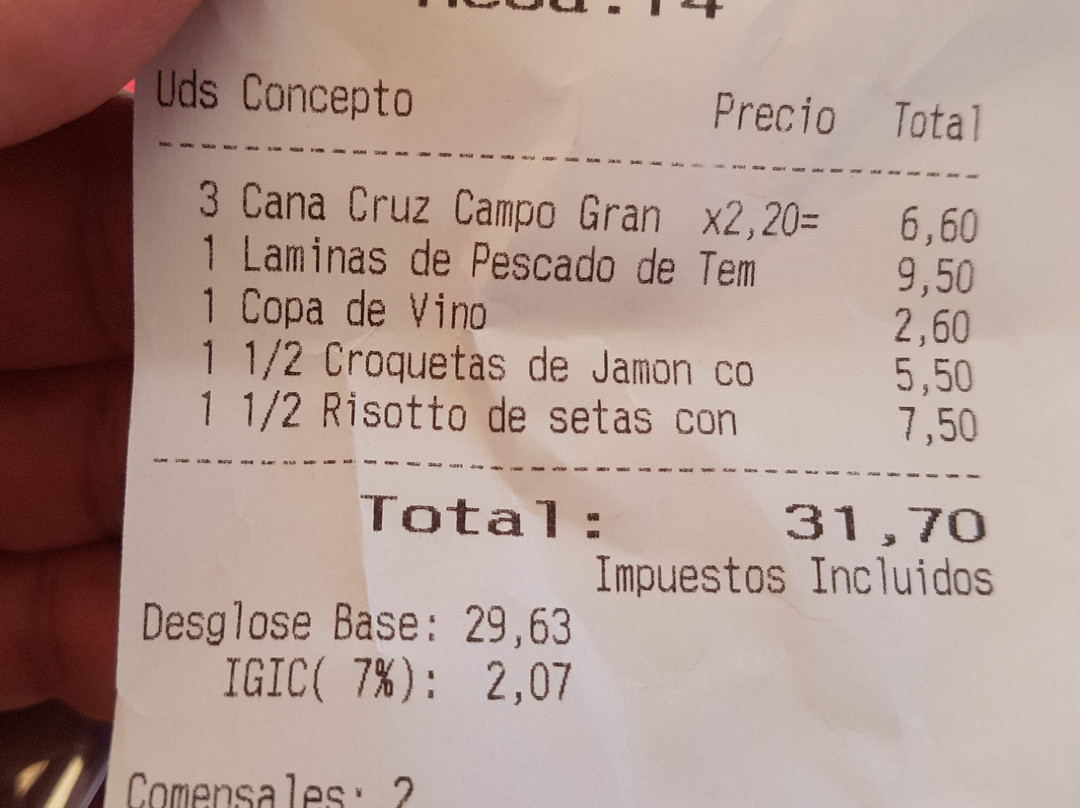 Mesa:14
Uds Concepto Precio Total
3 Cana Cruz Campo Gran x2,20= 6,60
1 Laminas de Pescado de Tem 9,50
1 Copa de Vino 2,60
1 1/2 Croquetas de Jamon co 5,50
1 1/2 Risotto de setas con 7,50
Total: 31,70
Impuestos Incluidos
Desglose Base: 29,63
IGIC( 7%): 2,07
Comensales: 2